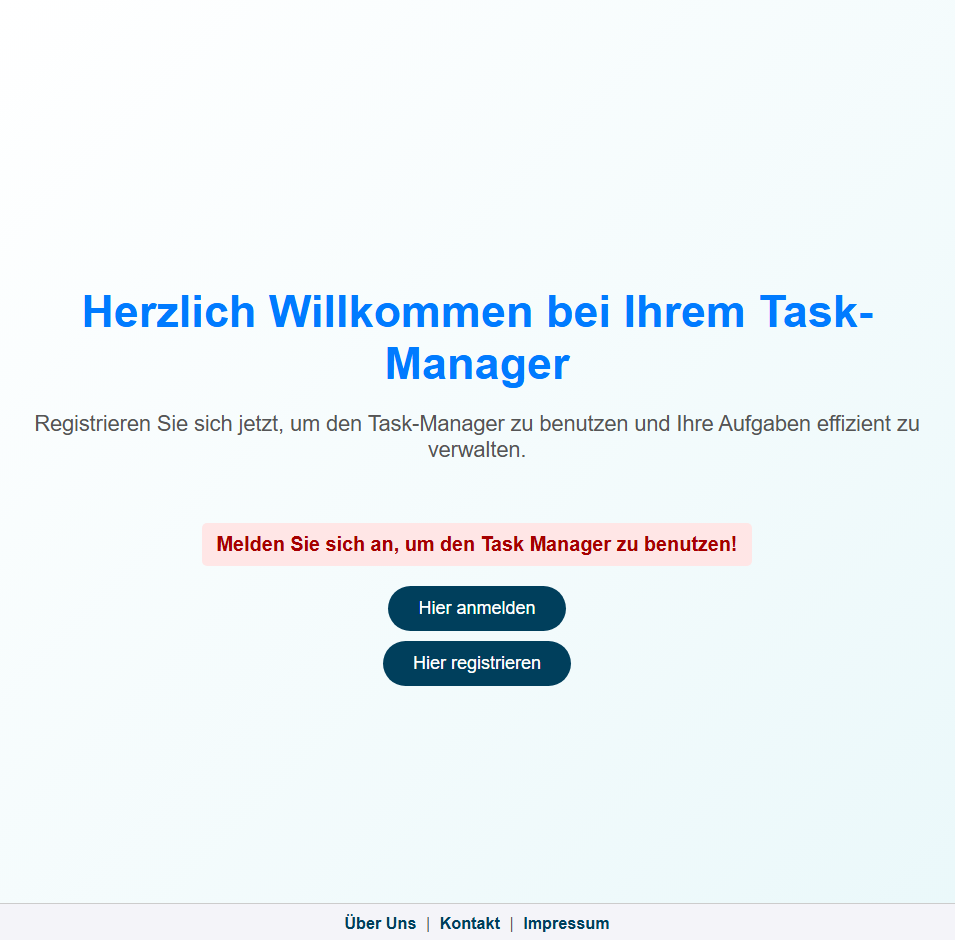 Herzlich Willkommen bei Ihrem Task-
Manager
Registrieren Sie sich jetzt, um den Task-Manager zu benutzen und Ihre Aufgaben effizient zu
verwalten.
Melden Sie sich an, um den Task Manager zu benutzen!
Hier anmelden
Hier registrieren
Über Uns | Kontakt | Impressum